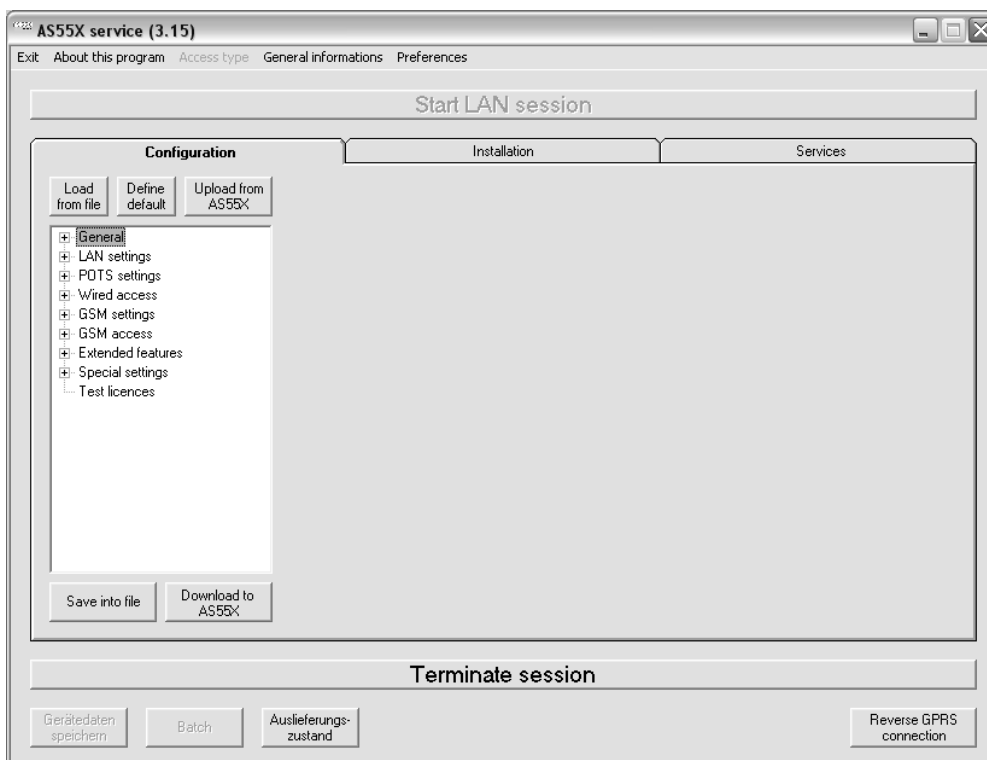 AS55X service (3.15)
Exit About this program Access type General informations Preferences
Start LAN session
Configuration Installation Services
Load from file
Define default
Upload from AS55X
General
LAN settings
POTS settings
Wired access
GSM settings
GSM access
Extended features
Special settings
Test licences
Save into file
Download to AS55X
Terminate session
Gerätedaten speichern
Batch
Auslieferungs-
zustand
Reverse GPRS connection